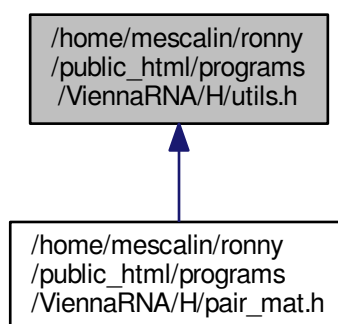 /home/mescalin/ronny
/public_html/programs
/ViennaRNA/H/utils.h
/home/mescalin/ronny
/public_html/programs
/ViennaRNA/H/pair_mat.h